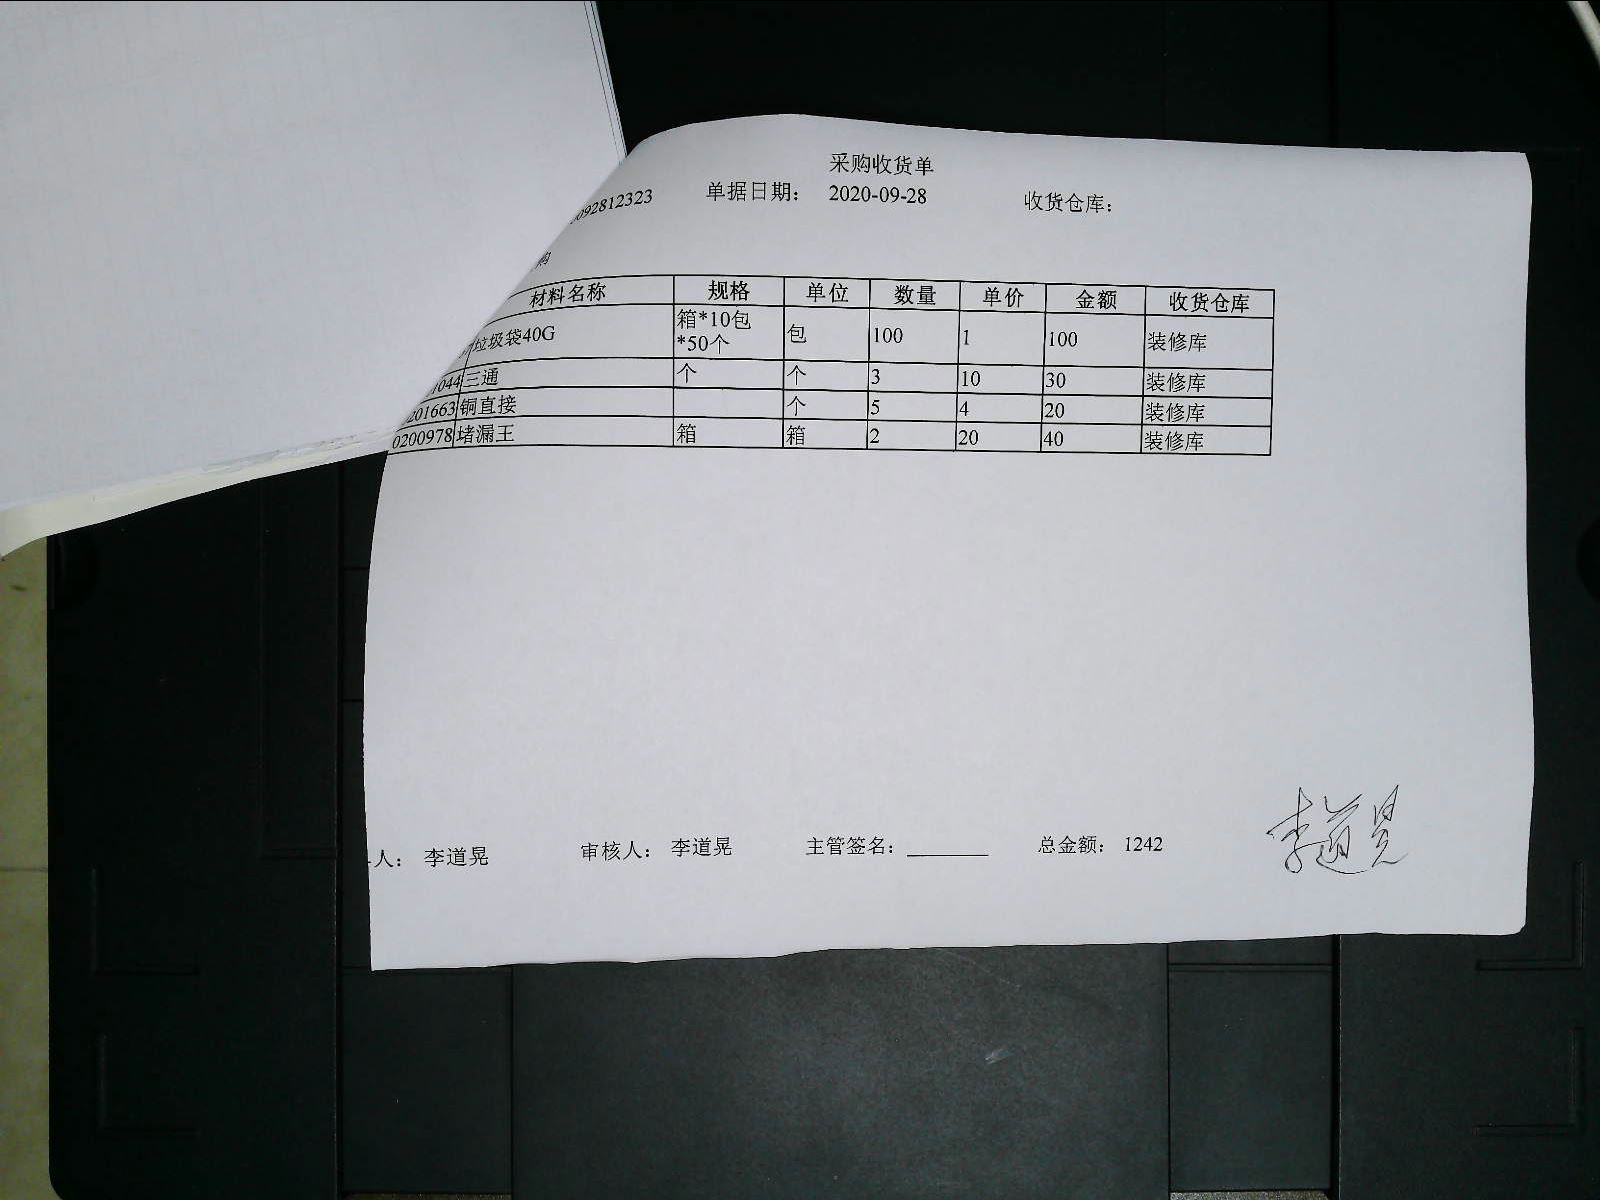 采购收货单
092812323 单据日期： 2020-09-28 收货仓库：
购
材料名称 规格 单位 数量 单价 金额 收货仓库
垃圾袋40G 箱*10包*50个 包 100 1 100 装修库
044 三通 个 个 3 10 30 装修库
201663 铜直接 个 5 4 20 装修库
0200978 堵漏王 箱 箱 2 20 40 装修库
人： 李道晃 审核人： 李道晃 主管签名： 总金额： 1242
李道晃